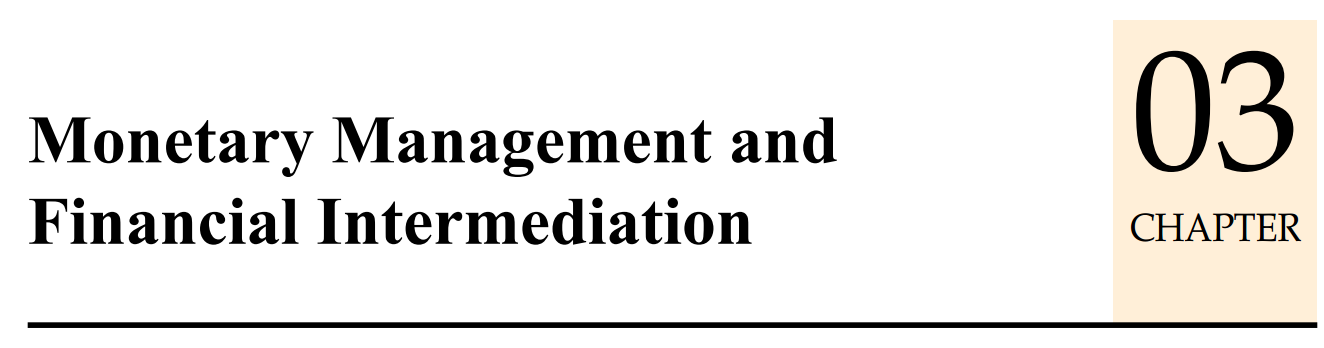 Monetary Management and
Financial Intermediation
03
CHAPTER